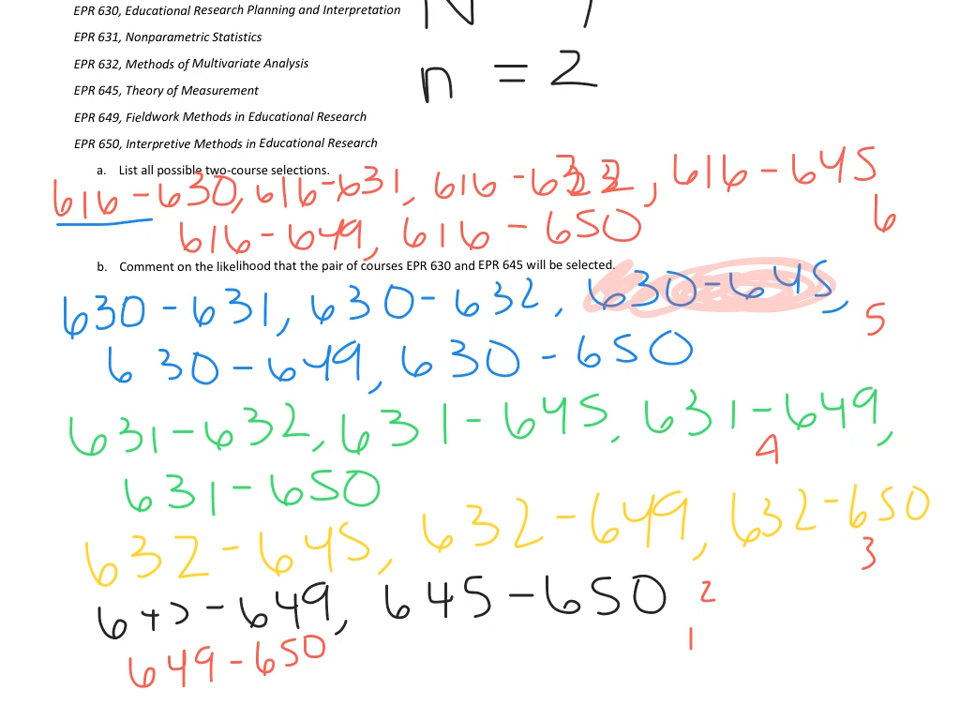 EPR 630, Educational Research Planning and Interpretation
EPR 631, Nonparametric Statistics
n = 2
EPR 632, Methods of Multivariate Analysis
EPR 645, Theory of Measurement
EPR 649, Fieldwork Methods in Educational Research
EPR 650, Interpretive Methods in Educational Research
a. List all possible two-course selections.
616-630, 616-631, 616-632, 616-645
616-649, 616-650 6
b. Comment on the likelihood that the pair of courses EPR 630 and EPR 645 will be selected.
630-631, 630-632, 630-645,
630-649, 630-650 5
631-632, 631-645, 631-649,
631-650 4
632-645, 632-649, 632-650
3
645-649, 645-650 2
649-650 1